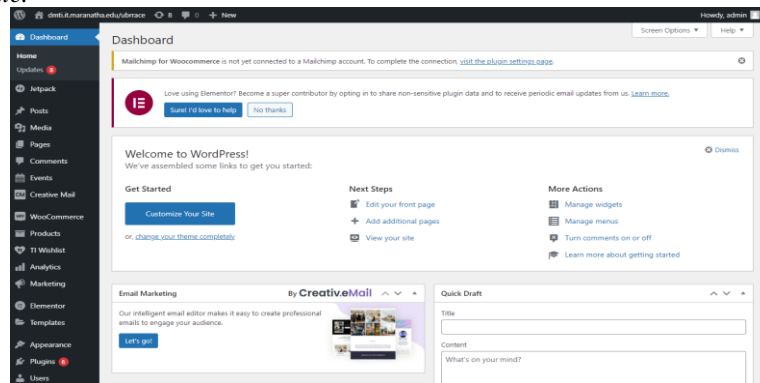 dmti.it.maranatha.edu/ubrrace 8 0 + New Howdy, admin
Screen Options Help
Dashboard
Home
Updates 8
Jetpack
Posts
Media
Pages
Comments
Events
Creative Mail
WooCommerce
Products
TI Wishlist
Analytics
Marketing
Elementor
Templates
Appearance
Plugins 6
Users
Dashboard
Mailchimp for Woocommerce is not yet connected to a Mailchimp account. To complete the connection, visit the plugin settings page.
Love using Elementor? Become a super contributor by opting in to share non-sensitive plugin data and to receive periodic email updates from us. Learn more.
Sure! I'd love to help No thanks
Welcome to WordPress!
We've assembled some links to get you started:
Dismiss
Get Started
Customize Your Site
or, change your theme completely
Next Steps
Edit your front page
Add additional pages
View your site
More Actions
Manage widgets
Manage menus
Turn comments on or off
Learn more about getting started
Email Marketing By Creativ.eMail
Our intelligent email editor makes it easy to create professional
emails to engage your audience.
Let's go!
Quick Draft
Title
Content
What's on your mind?